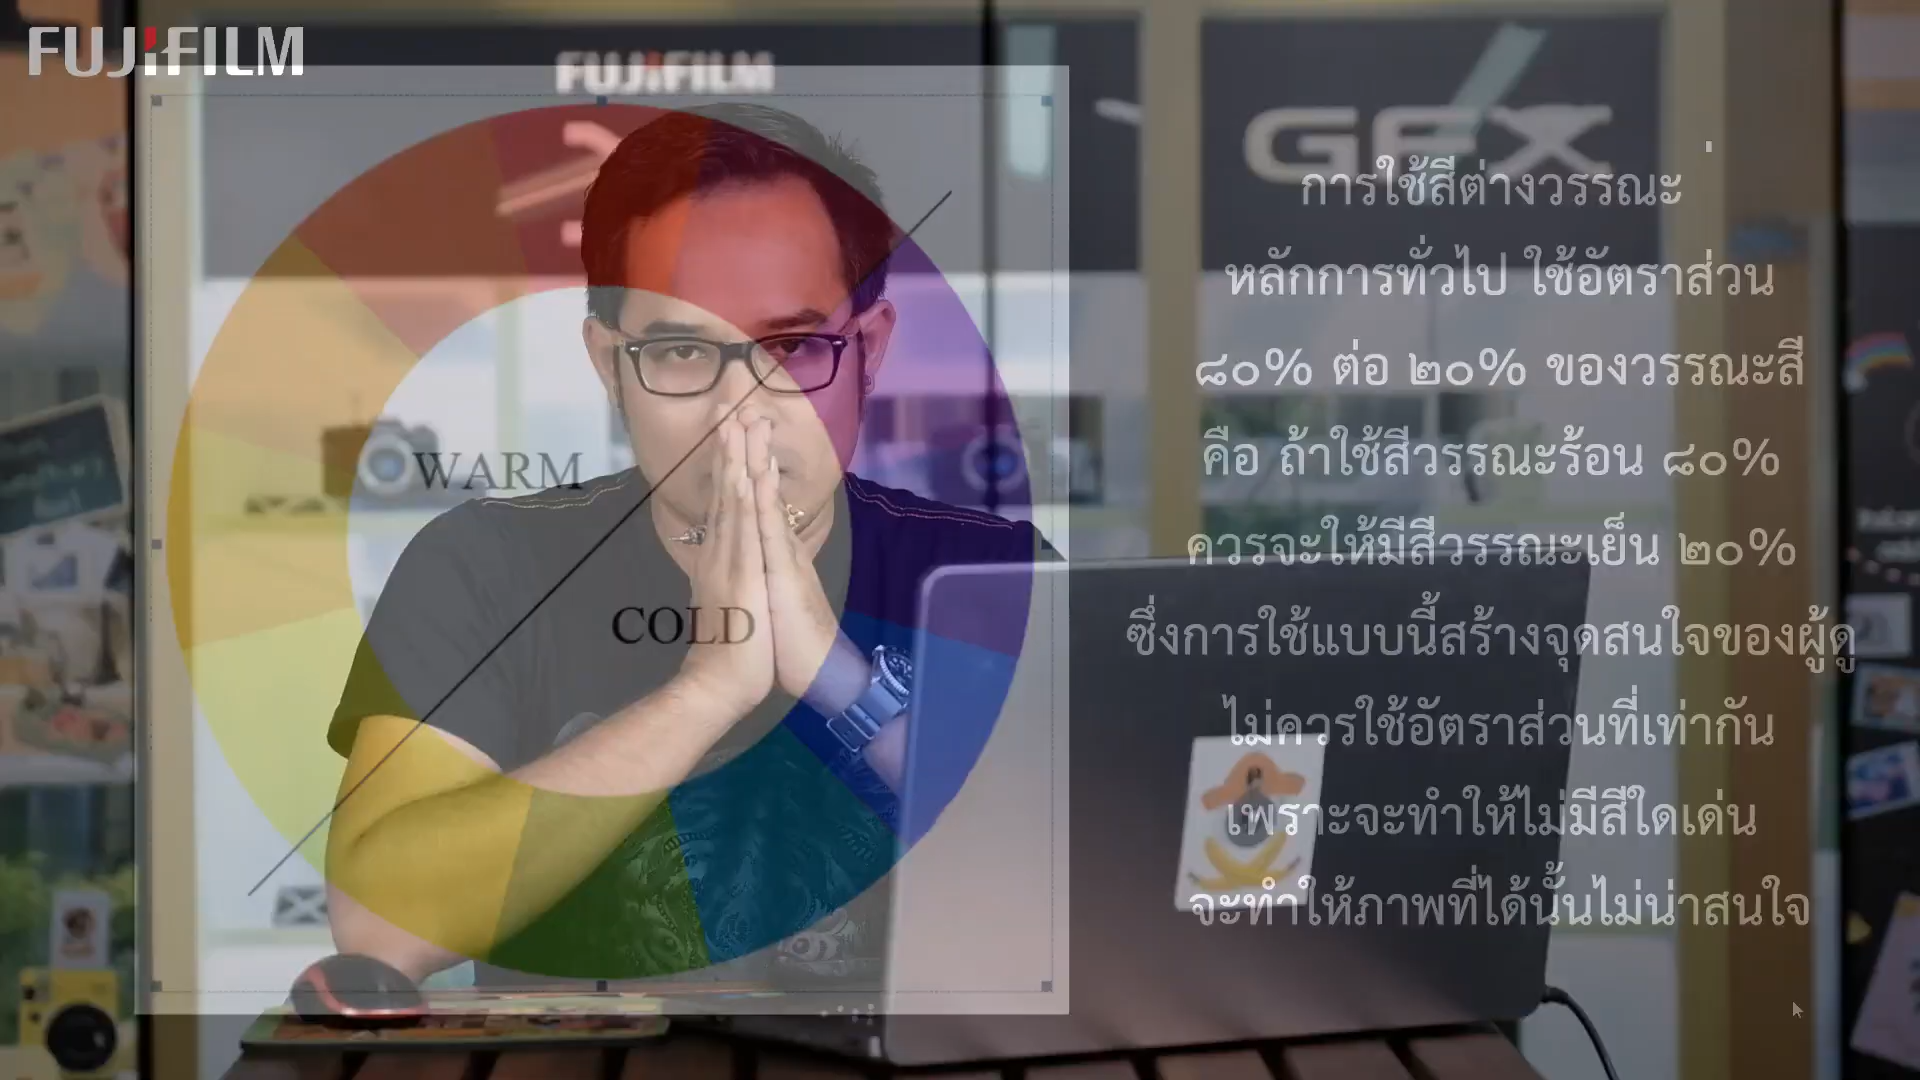 FUJIFILM
FUJIFILM
GFX
การใช้สีต่างวรรณะ
หลักการทั่วไป ใช้อัตราส่วน
๘๐% ต่อ ๒๐% ของวรรณะสี
คือ ถ้าใช้สีวรรณะร้อน ๘๐%
ควรจะให้มีสีวรรณะเย็น ๒๐%
ซึ่งการใช้แบบนี้สร้างจุดสนใจของผู้ดู
ไม่ควรใช้อัตราส่วนที่เท่ากัน
เพราะจะทำให้ไม่มีสีใดเด่น
จะทำให้ภาพที่ได้นั้นไม่น่าสนใจ
WARM
COLD